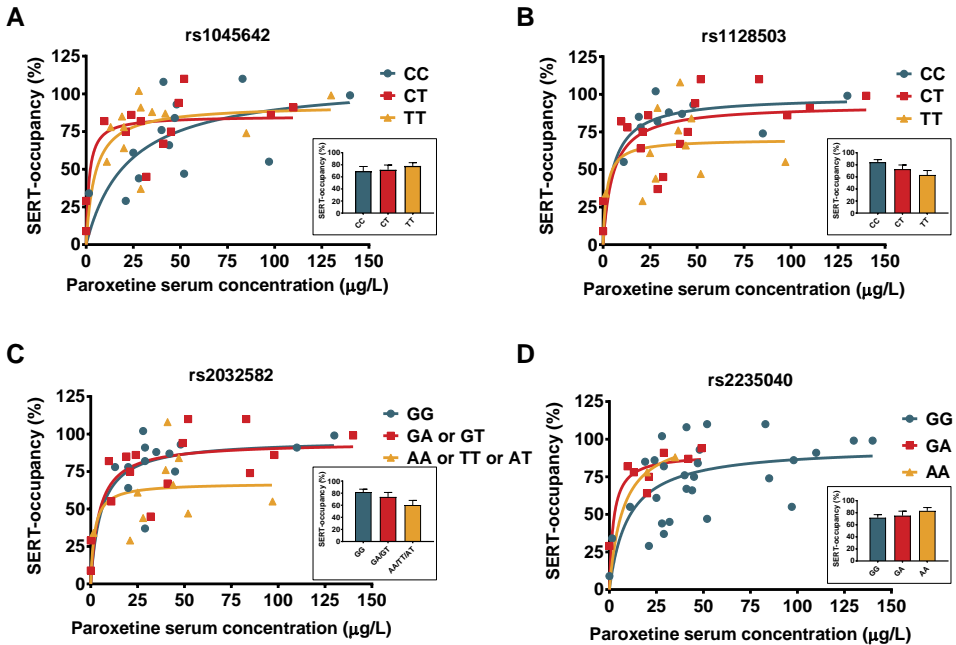 A
rs1045642
SERT-occupancy (%)
125
100
75
50
25
0
0 25 50 75 100 125 150
Paroxetine serum concentration (μg/L)
CC
CT
TT
SERT-occupancy (%)
100
80
60
40
20
0
CC CT TT
B
rs1128503
SERT-occupancy (%)
125
100
75
50
25
0
0 25 50 75 100 125 150
Paroxetine serum concentration (μg/L)
CC
CT
TT
SERT-occupancy (%)
100
80
60
40
20
0
CC CT TT
C
rs2032582
SERT-occupancy (%)
125
100
75
50
25
0
0 25 50 75 100 125 150
Paroxetine serum concentration (μg/L)
GG
GA or GT
AA or TT or AT
SERT-occupancy (%)
100
80
60
40
20
0
GG GA/GT AA/TT/AT
D
rs2235040
SERT-occupancy (%)
125
100
75
50
25
0
0 25 50 75 100 125 150
Paroxetine serum concentration (μg/L)
GG
GA
AA
SERT-occupancy (%)
100
80
60
40
20
0
GG GA AA